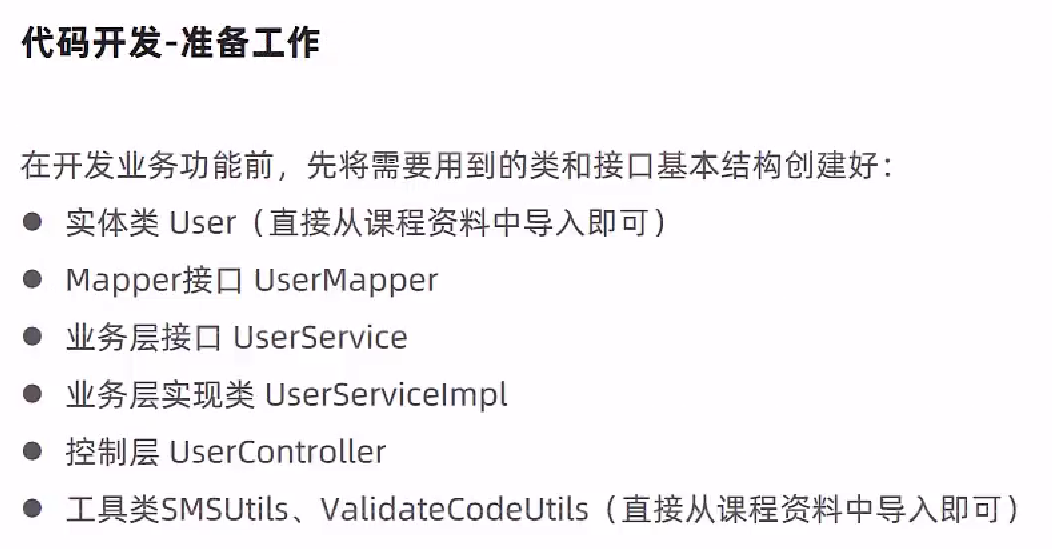 代码开发-准备工作
在开发业务功能前，先将需要用到的类和接口基本结构创建好：
● 实体类 User（直接从课程资料中导入即可）
● Mapper接口 UserMapper
● 业务层接口 UserService
● 业务层实现类 UserServiceImpl
● 控制层 UserController
● 工具类SMSUtils、ValidateCodeUtils（直接从课程资料中导入即可）